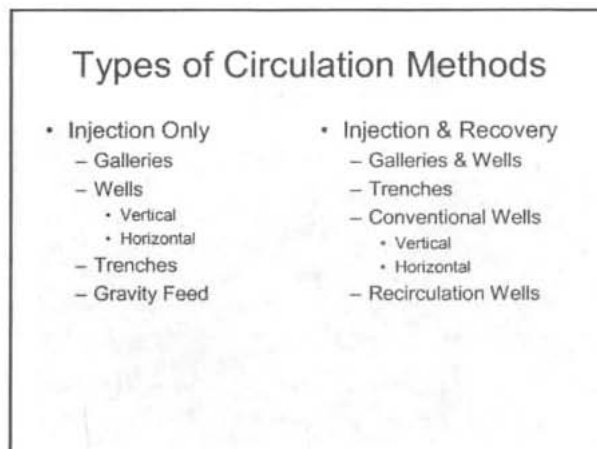 Types of Circulation Methods
• Injection Only
– Galleries
– Wells
• Vertical
• Horizontal
– Trenches
– Gravity Feed
• Injection & Recovery
– Galleries & Wells
– Trenches
– Conventional Wells
• Vertical
• Horizontal
– Recirculation Wells